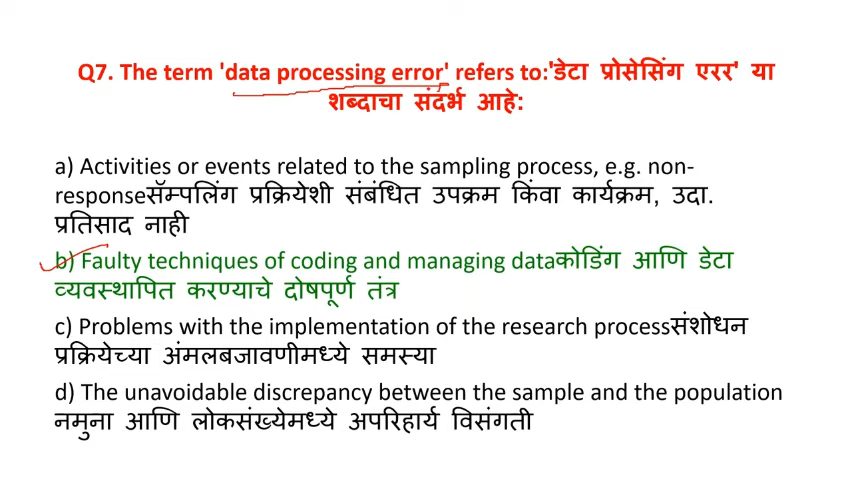 Q7. The term 'data processing error' refers to:'डेटा प्रोसेसिंग एरर' या
शब्दाचा संदर्भ आहे:
a) Activities or events related to the sampling process, e.g. non-
responseसॅम्पलिंग प्रक्रियेशी संबंधित उपक्रम किंवा कार्यक्रम, उदा.
प्रतिसाद नाही
b) Faulty techniques of coding and managing dataकोडिंग आणि डेटा
व्यवस्थापित करण्याचे दोषपूर्ण तंत्र
c) Problems with the implementation of the research processसंशोधन
प्रक्रियेच्या अंमलबजावणीमध्ये समस्या
d) The unavoidable discrepancy between the sample and the population
नमुना आणि लोकसंख्येमध्ये अपरिहार्य विसंगती